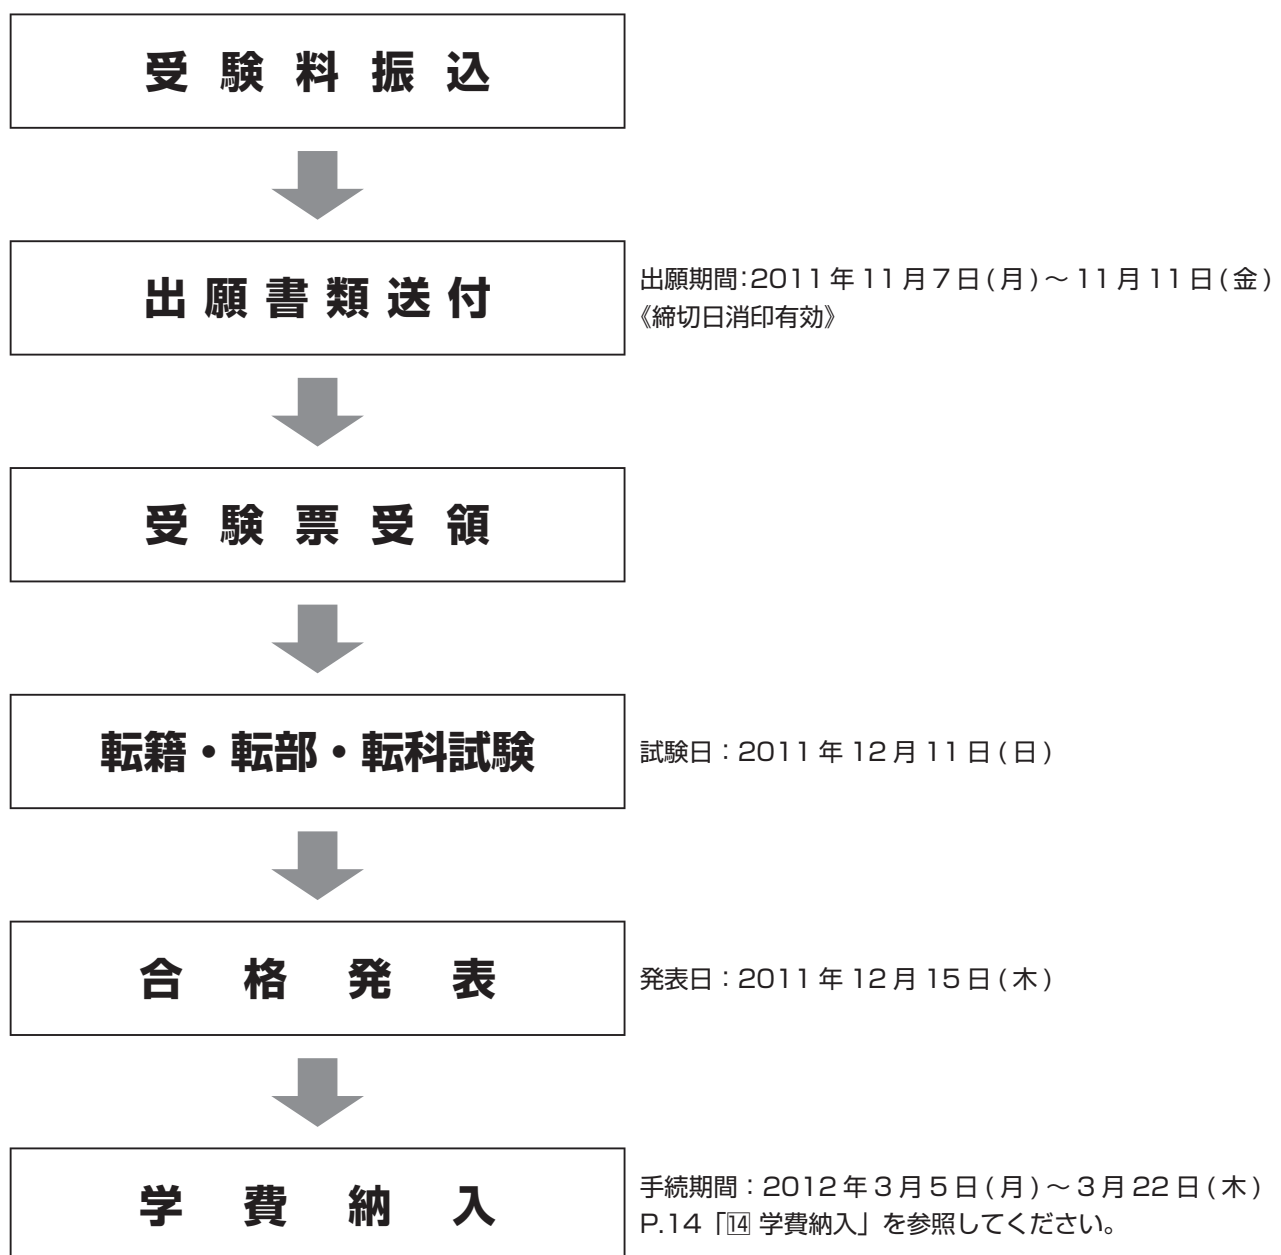 受験料振込
出願書類送付
出願期間：2011年11月7日(月)～11月11日(金)
《締切日消印有効》
受験票受領
転籍・転部・転科試験
試験日：2011年12月11日(日)
合格発表
発表日：2011年12月15日(木)
学費納入
手続期間：2012年3月5日(月)～3月22日(木)
P.14「14 学費納入」を参照してください。